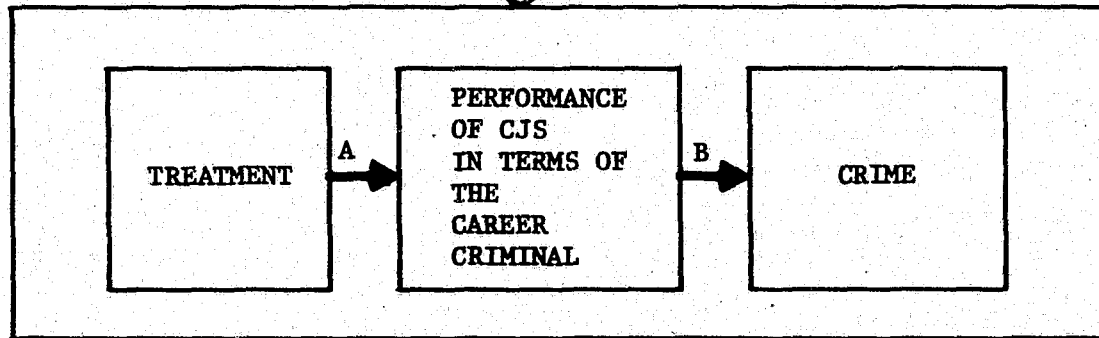 TREATMENT
A
PERFORMANCE
OF CJS
IN TERMS OF
THE
CAREER
CRIMINAL
B
CRIME